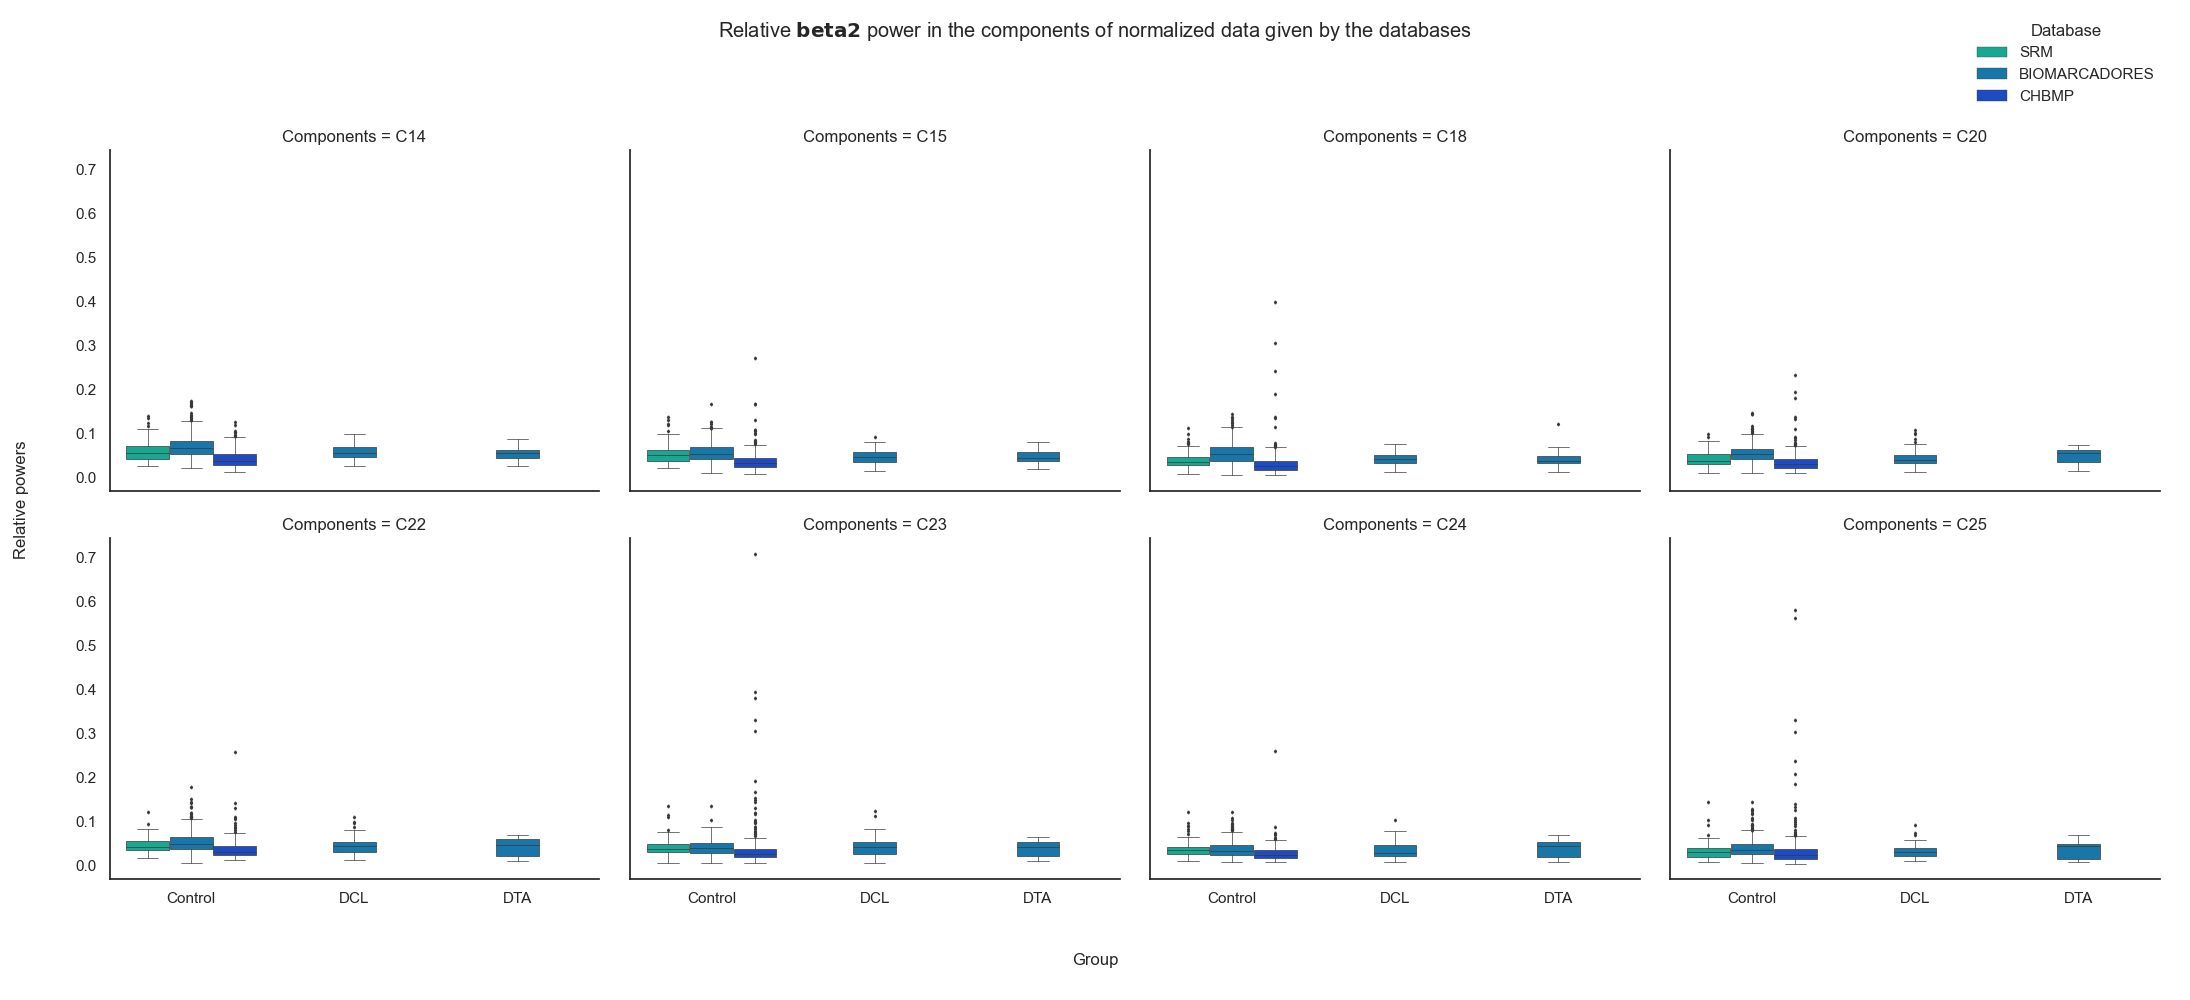 Relative beta2 power in the components of normalized data given by the databases
Database
SRM
BIOMARCADORES
CHBMP
Components = C14
Components = C15
Components = C18
Components = C20
0.7
0.6
0.5
0.4
0.3
0.2
0.1
0.0
Relative powers
Components = C22
Components = C23
Components = C24
Components = C25
0.7
0.6
0.5
0.4
0.3
0.2
0.1
0.0
Control DCL DTA
Control DCL DTA
Control DCL DTA
Control DCL DTA
Group